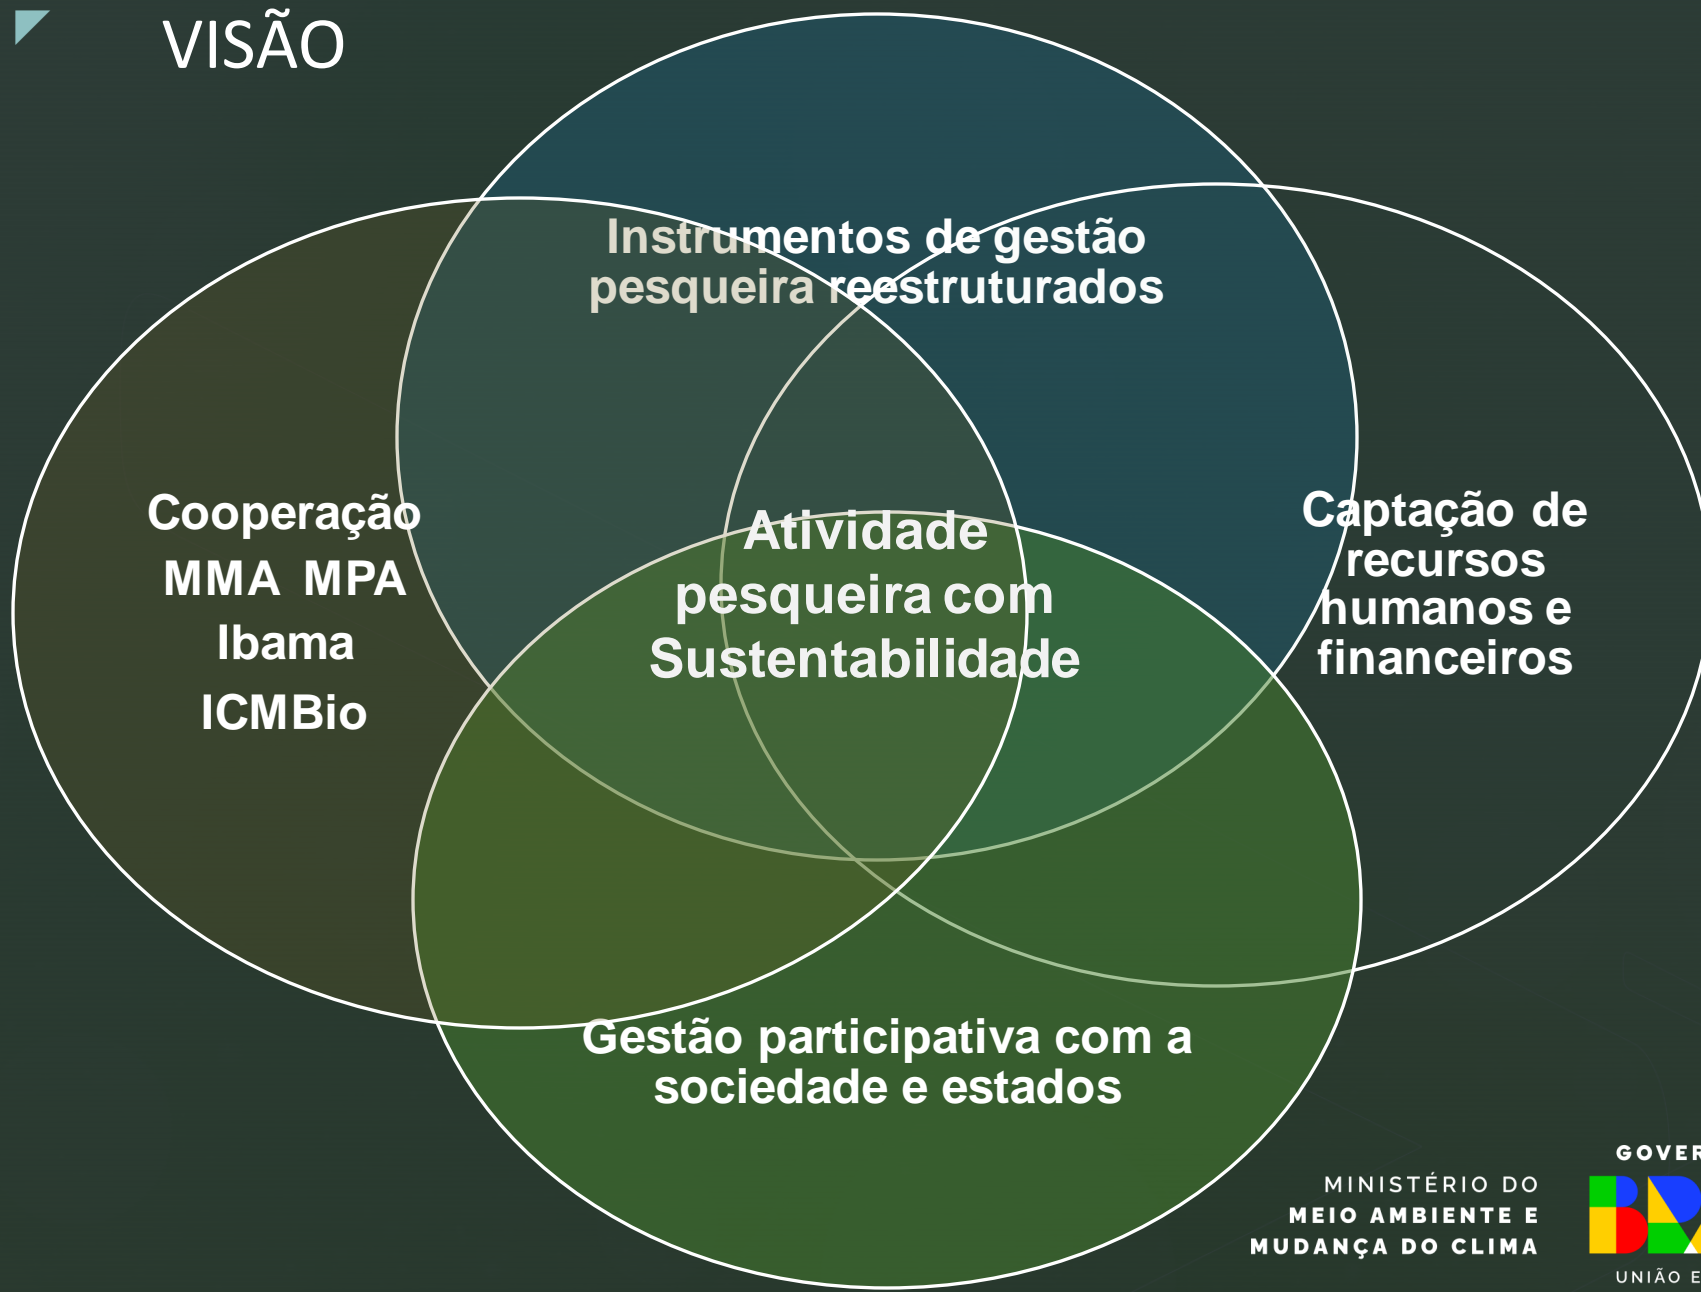 VISÃO
Instrumentos de gestão
pesqueira reestruturados
Cooperação
MMA MPA
Ibama
ICMBio
Atividade
pesqueira com
Sustentabilidade
Captação de
recursos
humanos e
financeiros
Gestão participativa com a
sociedade e estados
MINISTÉRIO DO
MEIO AMBIENTE E
MUDANÇA DO CLIMA
UNIÃO E